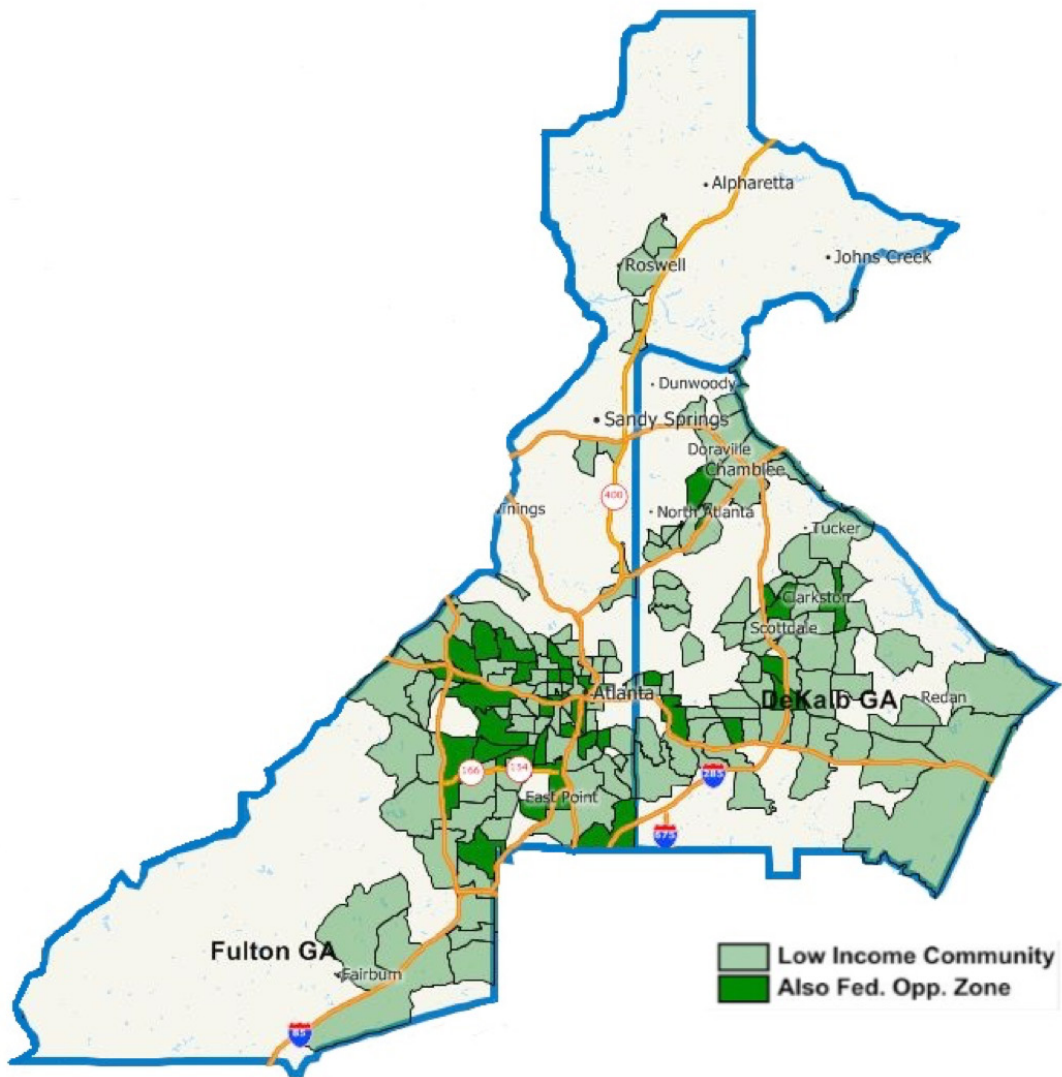 Alpharetta
Johns Creek
Roswell
Dunwoody
Sandy Springs
Doraville
Chamblee
400
North Atlanta
Tucker
Clarkston
Scottdale
Atlanta
DeKalb GA
Redan
166
154
285
East Point
675
Fulton GA
Fairburn
85
Low Income Community
Also Fed. Opp. Zone